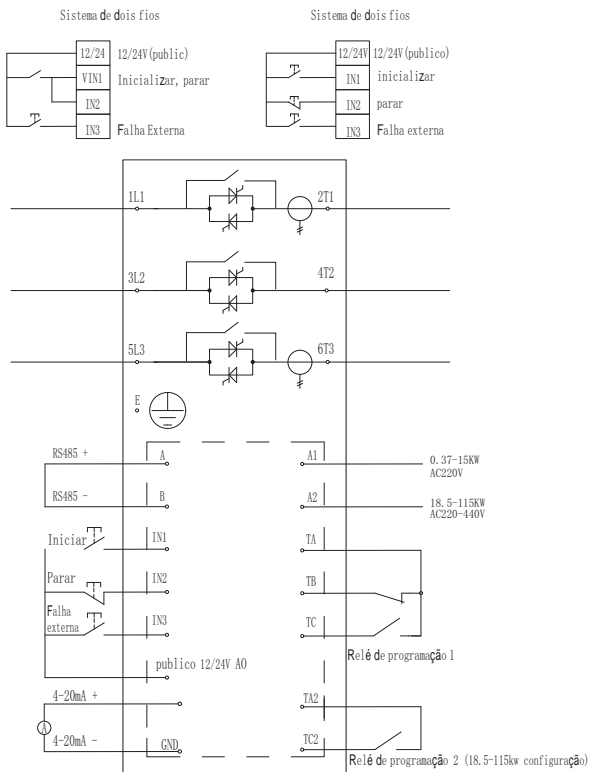 Sistema de dois fios
Sistema de dois fios
12/24 12/24V(public)
VIN1 Inicializar, parar
IN2
IN3 Falha Externa
12/24V 12/24V(publico)
IN1 inicializar
IN2 parar
IN3 Falha externa
1L1 2T1
3L2 4T2
5L3 6T3
E
RS485 + A A1 0.37-15KW
AC220V
RS485 - B A2 18.5-115KW
AC220-440V
Iniciar IN1 TA
Parar IN2 TB
Falha
externa IN3 TC
Relé de programação 1
publico 12/24V AO
4-20mA + TA2
A
4-20mA - GND TC2
Relé de programação 2 (18.5-115kw configuração)